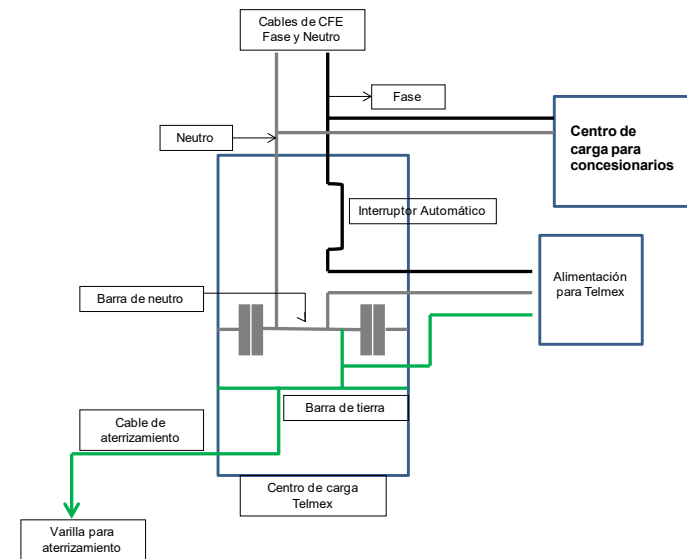 Cables de CFE
Fase y Neutro
Fase
Neutro
Centro de
carga para
concesionarios
Interruptor Automático
Barra de neutro
Alimentación
para Telmex
Barra de tierra
Cable de
aterrizamiento
Centro de carga
Telmex
Varilla para
aterrizamiento